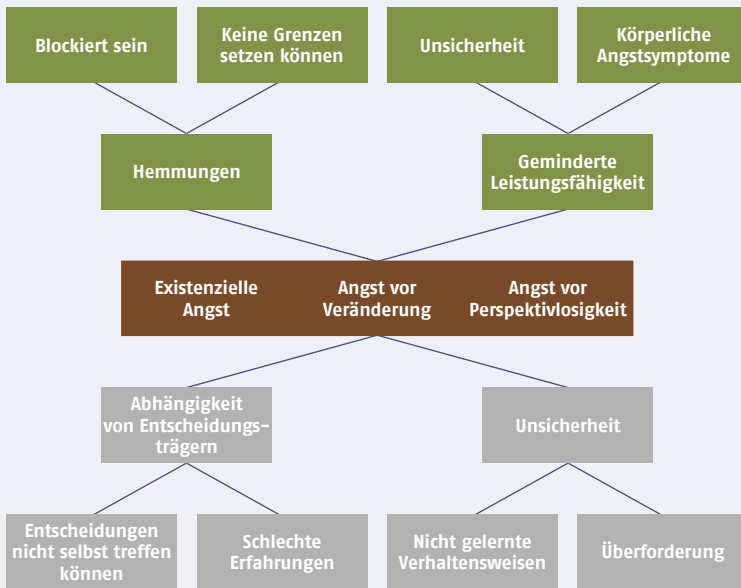 Blockiert sein
Keine Grenzen
setzen können
Unsicherheit
Körperliche
Angstsymptome
Hemmungen
Geminderte
Leistungsfähigkeit
Existenzielle
Angst
Angst vor
Veränderung
Angst vor
Perspektivlosigkeit
Abhängigkeit
von Entscheidungs-
trägern
Unsicherheit
Entscheidungen
nicht selbst treffen
können
Schlechte
Erfahrungen
Nicht gelernte
Verhaltensweisen
Überforderung